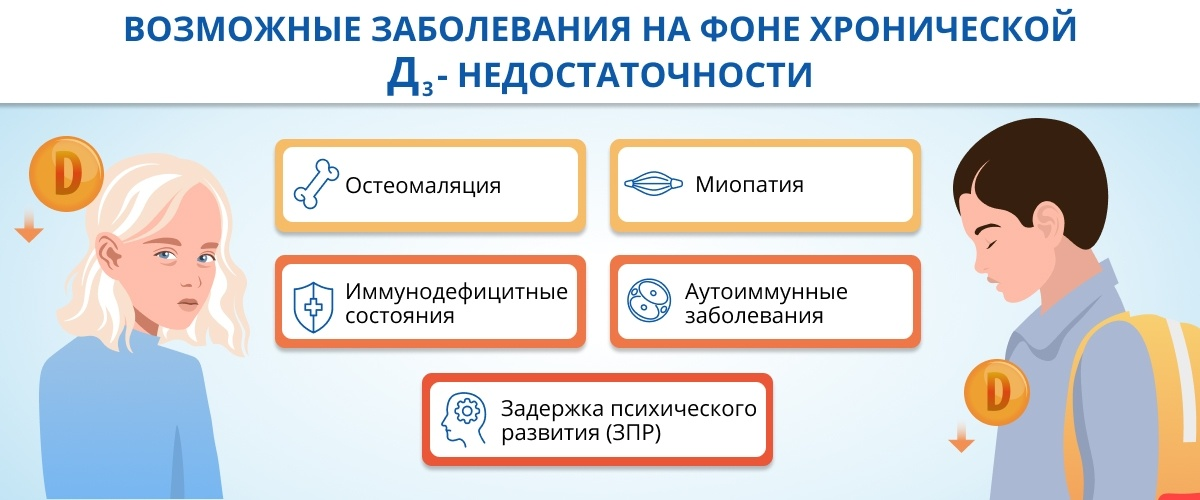 ВОЗМОЖНЫЕ ЗАБОЛЕВАНИЯ НА ФОНЕ ХРОНИЧЕСКОЙ
Д₃- НЕДОСТАТОЧНОСТИ
D
Остеомаляция
Миопатия
Иммунодефицитные
состояния
Аутоиммунные
заболевания
D
Задержка психического
развития (ЗПР)